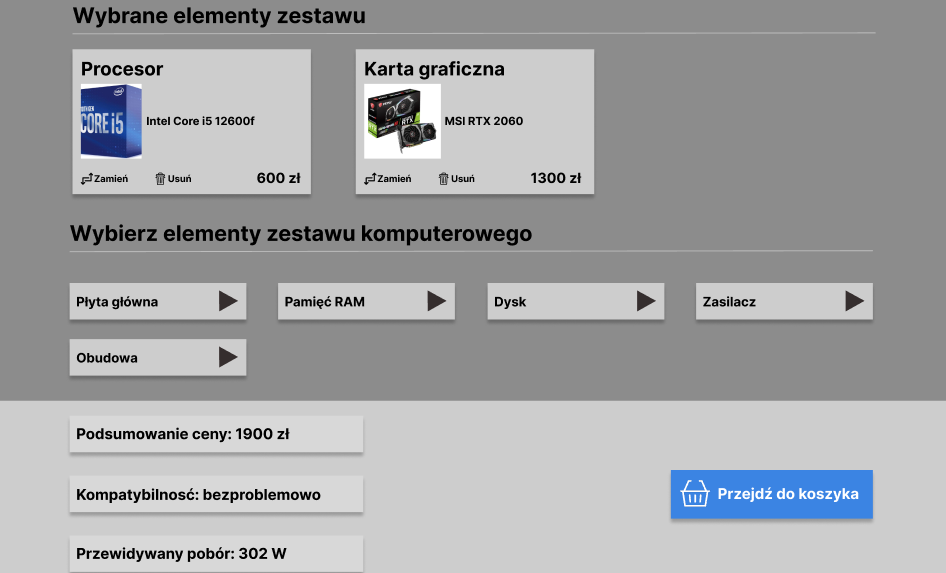 Wybrane elementy zestawu
Procesor
Karta graficzna
CORE i5
Intel Core i5 12600f
MSI RTX 2060
Zamień
Usuń
600 zł
Zamień
Usuń
1300 zł
Wybierz elementy zestawu komputerowego
Płyta główna
Pamięć RAM
Dysk
Zasilacz
Obudowa
Podsumowanie ceny: 1900 zł
Kompatybilnosć: bezproblemowo
Przejdź do koszyka
Przewidywany pobór: 302 W